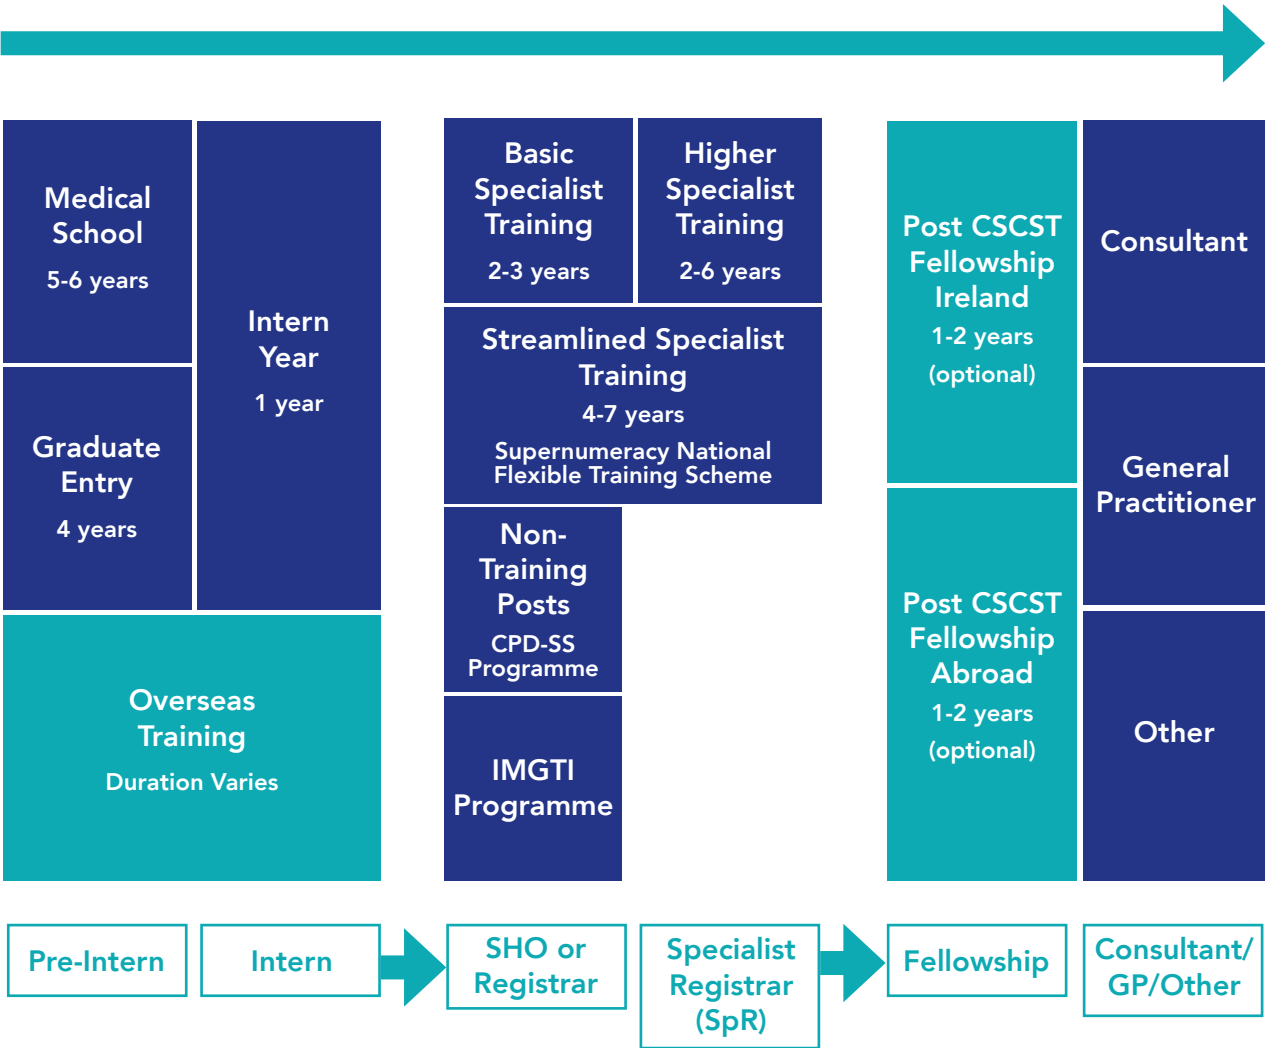 Medical
School
5-6 years
Graduate
Entry
4 years
Intern
Year
1 year
Overseas
Training
Duration Varies
Basic
Specialist
Training
2-3 years
Higher
Specialist
Training
2-6 years
Streamlined Specialist
Training
4-7 years
Supernumeracy National
Flexible Training Scheme
Non-
Training
Posts
CPD-SS
Programme
IMGTI
Programme
Post CSCST
Fellowship
Ireland
1-2 years
(optional)
Post CSCST
Fellowship
Abroad
1-2 years
(optional)
Consultant
General
Practitioner
Other
Pre-Intern
Intern
SHO or
Registrar
Specialist
Registrar
(SpR)
Fellowship
Consultant/
GP/Other